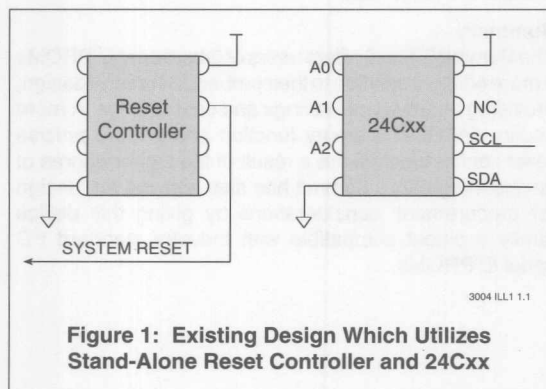 Reset
Controller
A0
A1
A2
24Cxx
NC
SCL
SDA
SYSTEM RESET
3004 ILL1 1.1
Figure 1: Existing Design Which Utilizes
Stand-Alone Reset Controller and 24Cxx